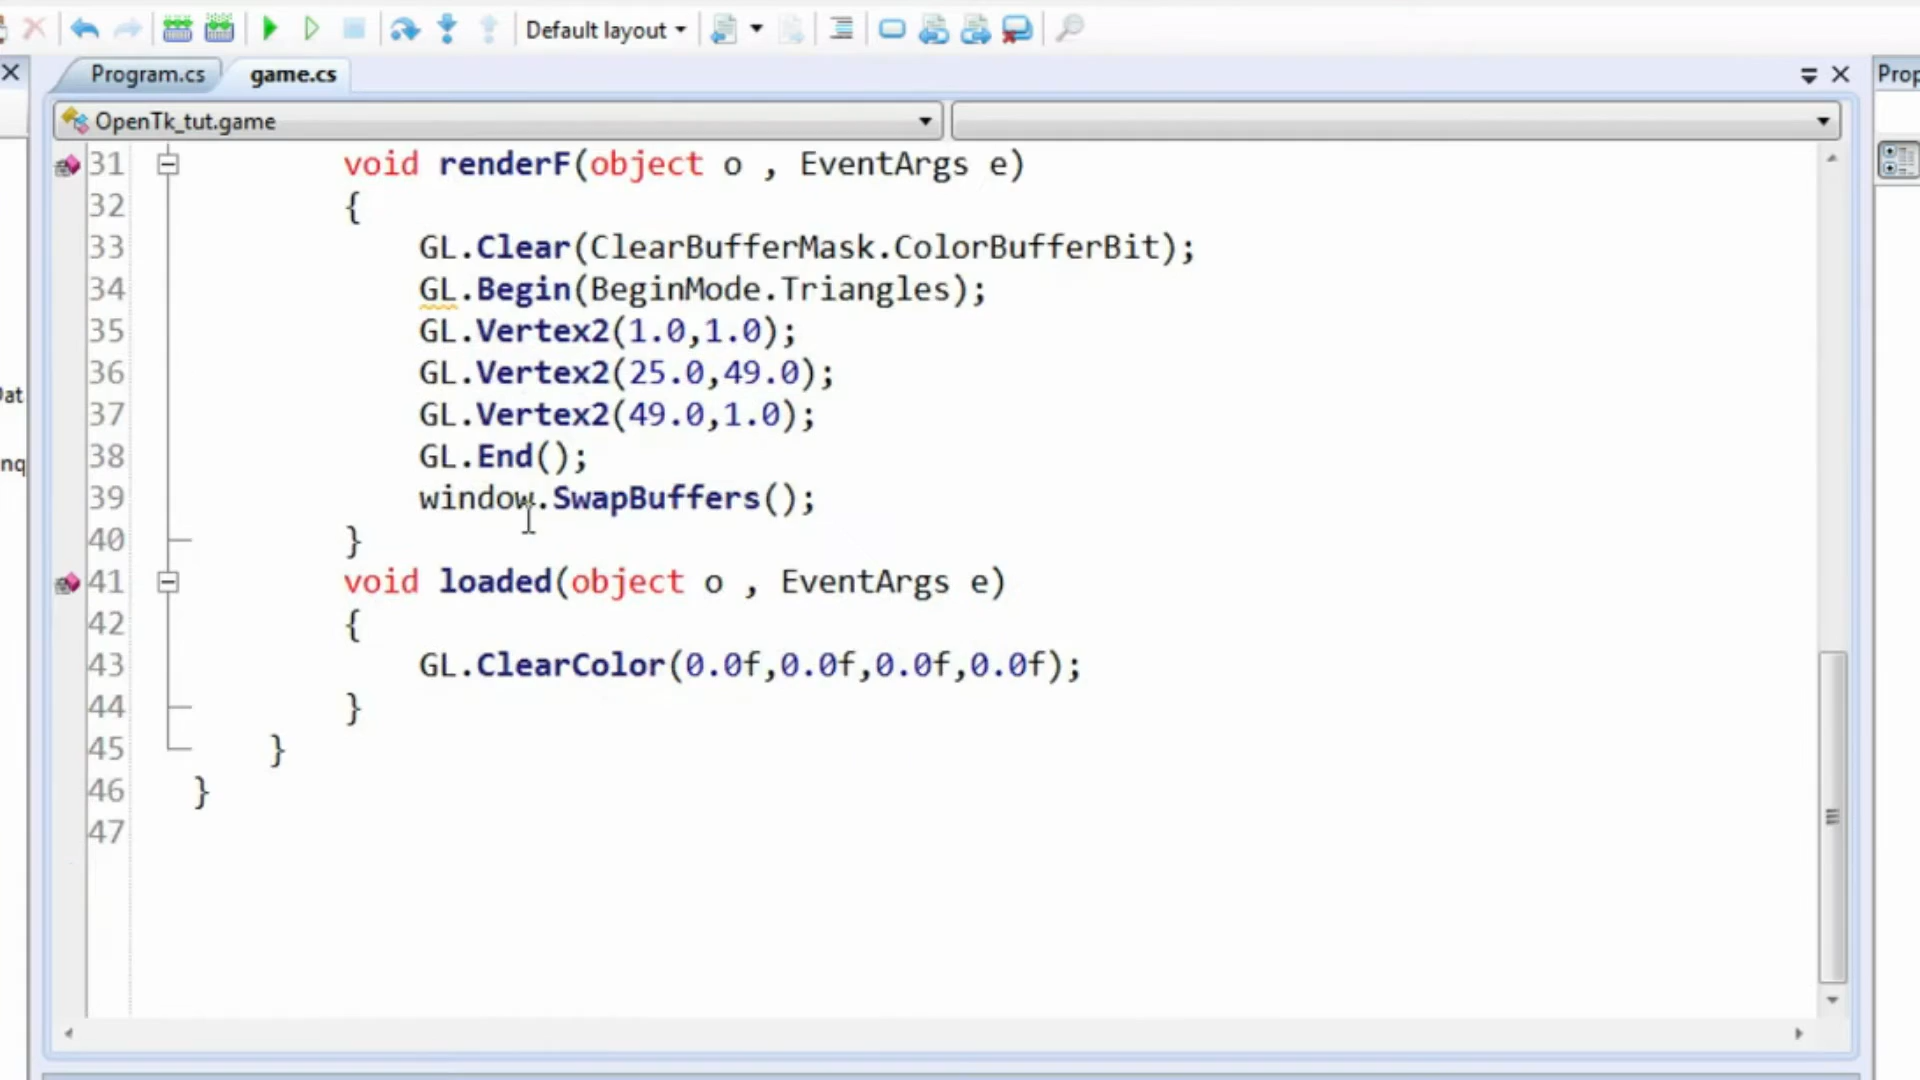 Default layout
Program.cs game.cs
Prop
OpenTk_tut.game
31 void renderF(object o , EventArgs e)
32 {
33 GL.Clear(ClearBufferMask.ColorBufferBit);
34 GL.Begin(BeginMode.Triangles);
35 GL.Vertex2(1.0,1.0);
36 GL.Vertex2(25.0,49.0);
37 GL.Vertex2(49.0,1.0);
38 GL.End();
39 window.SwapBuffers();
40 }
41 void loaded(object o , EventArgs e)
42 {
43 GL.ClearColor(0.0f,0.0f,0.0f,0.0f);
44 }
45 }
46 }
47
Dat
nq